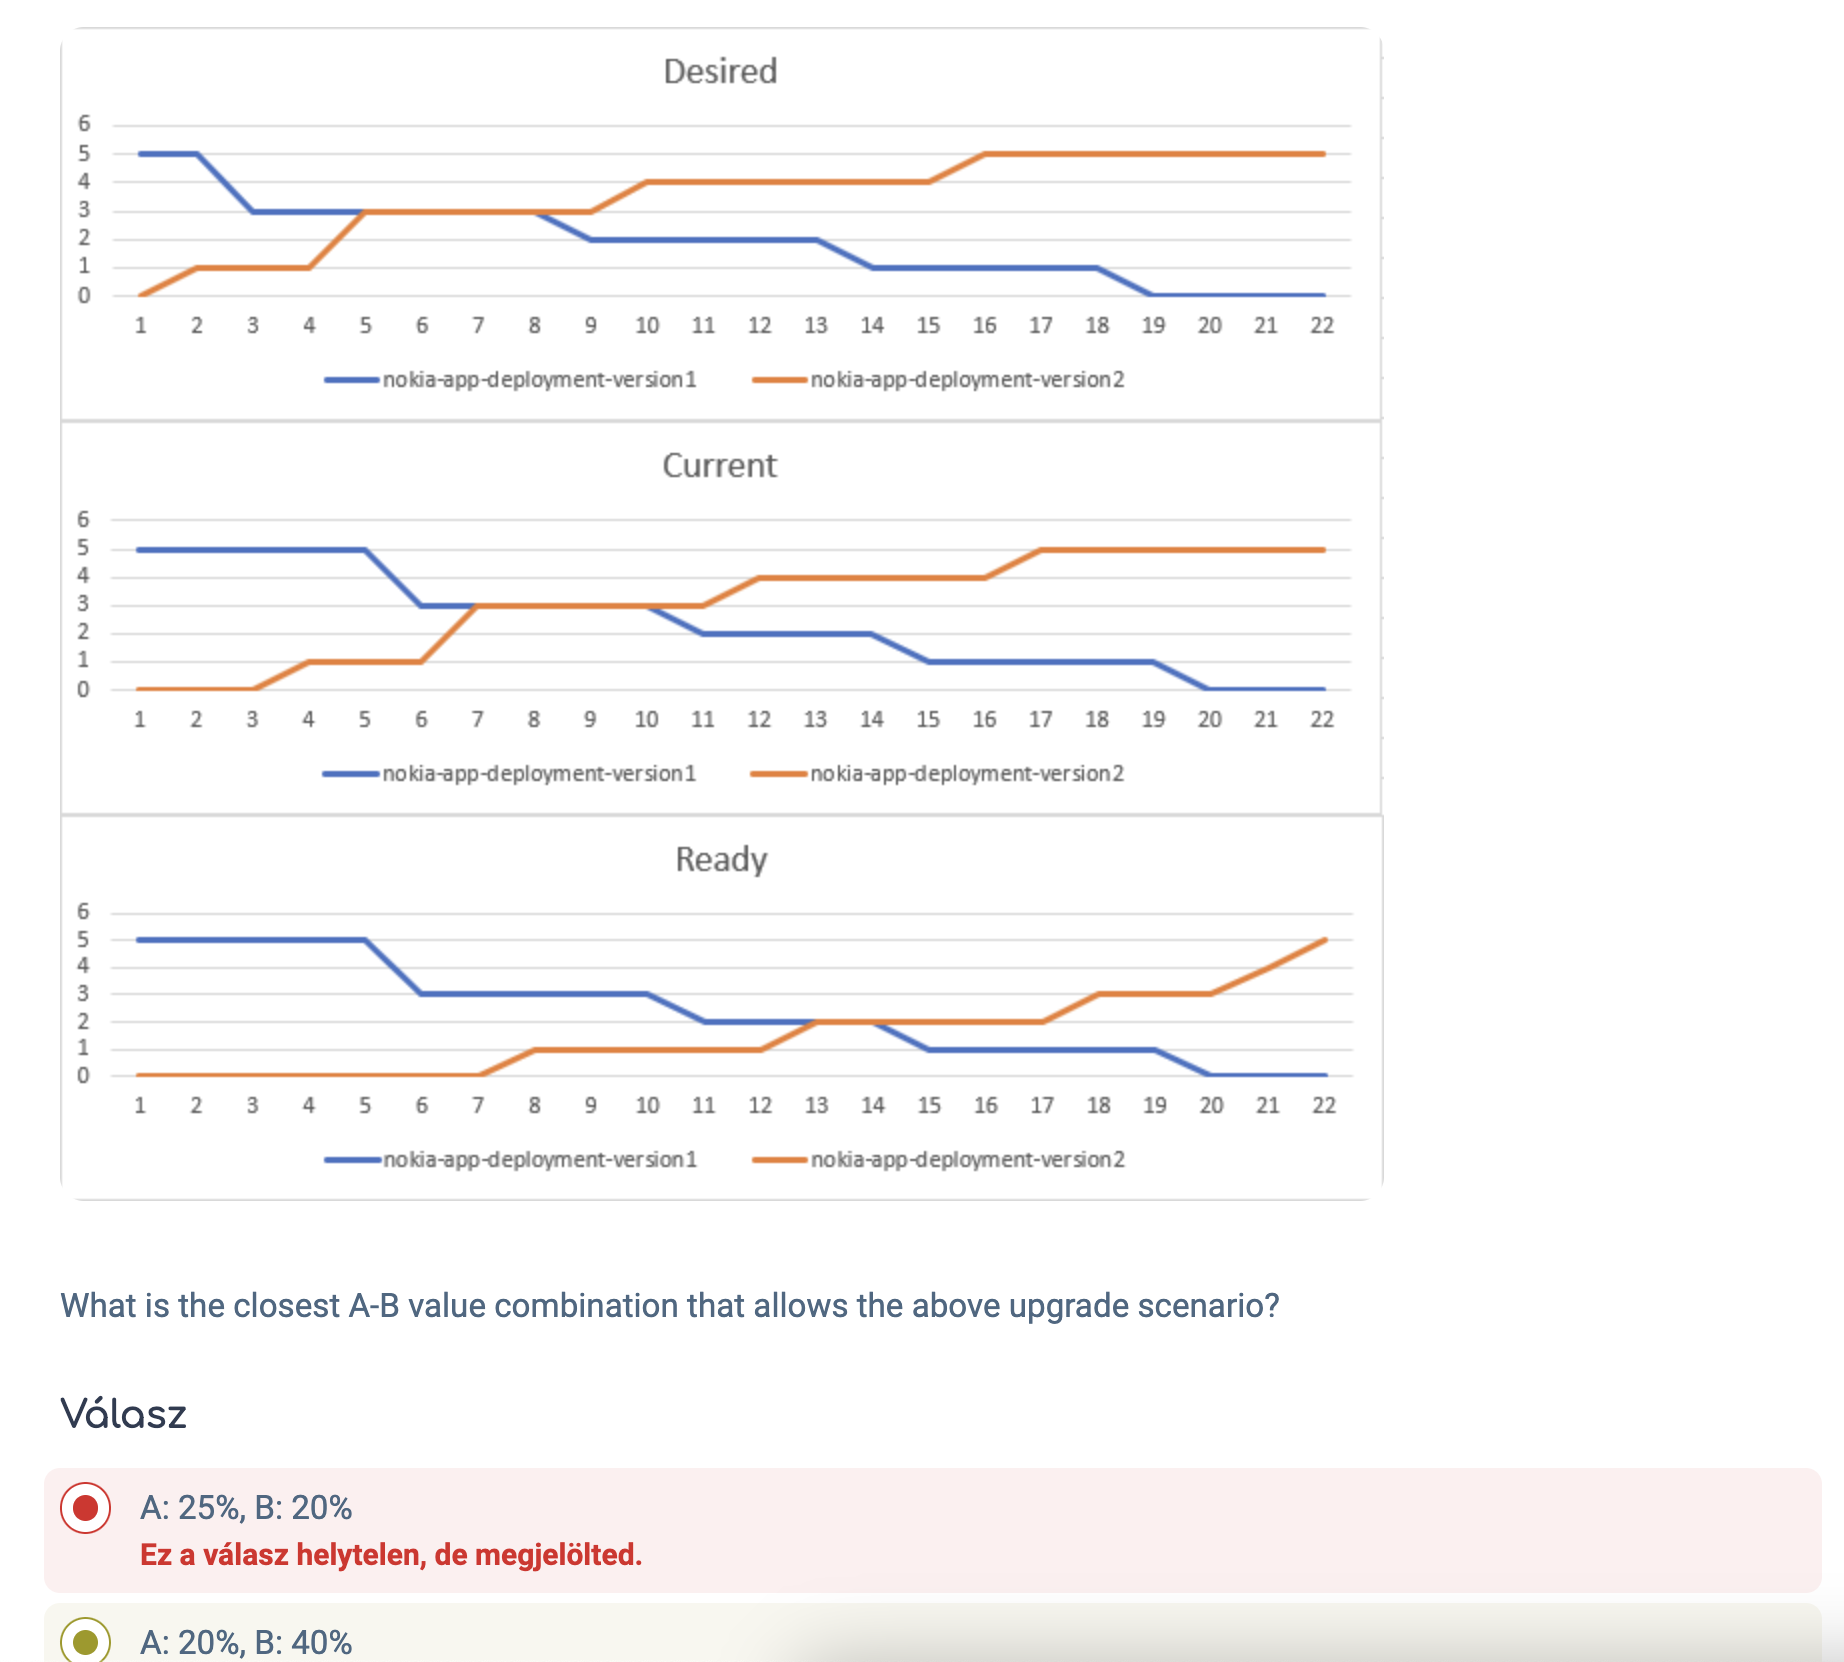 Desired
6
5
4
3
2
1
0
1 2 3 4 5 6 7 8 9 10 11 12 13 14 15 16 17 18 19 20 21 22
nokia-app-deployment-version1 nokia-app-deployment-version2
Current
6
5
4
3
2
1
0
1 2 3 4 5 6 7 8 9 10 11 12 13 14 15 16 17 18 19 20 21 22
nokia-app-deployment-version1 nokia-app-deployment-version2
Ready
6
5
4
3
2
1
0
1 2 3 4 5 6 7 8 9 10 11 12 13 14 15 16 17 18 19 20 21 22
nokia-app-deployment-version1 nokia-app-deployment-version2
What is the closest A-B value combination that allows the above upgrade scenario?
Válasz
A: 25%, B: 20%
Ez a válasz helytelen, de megjelölted.
A: 20%, B: 40%